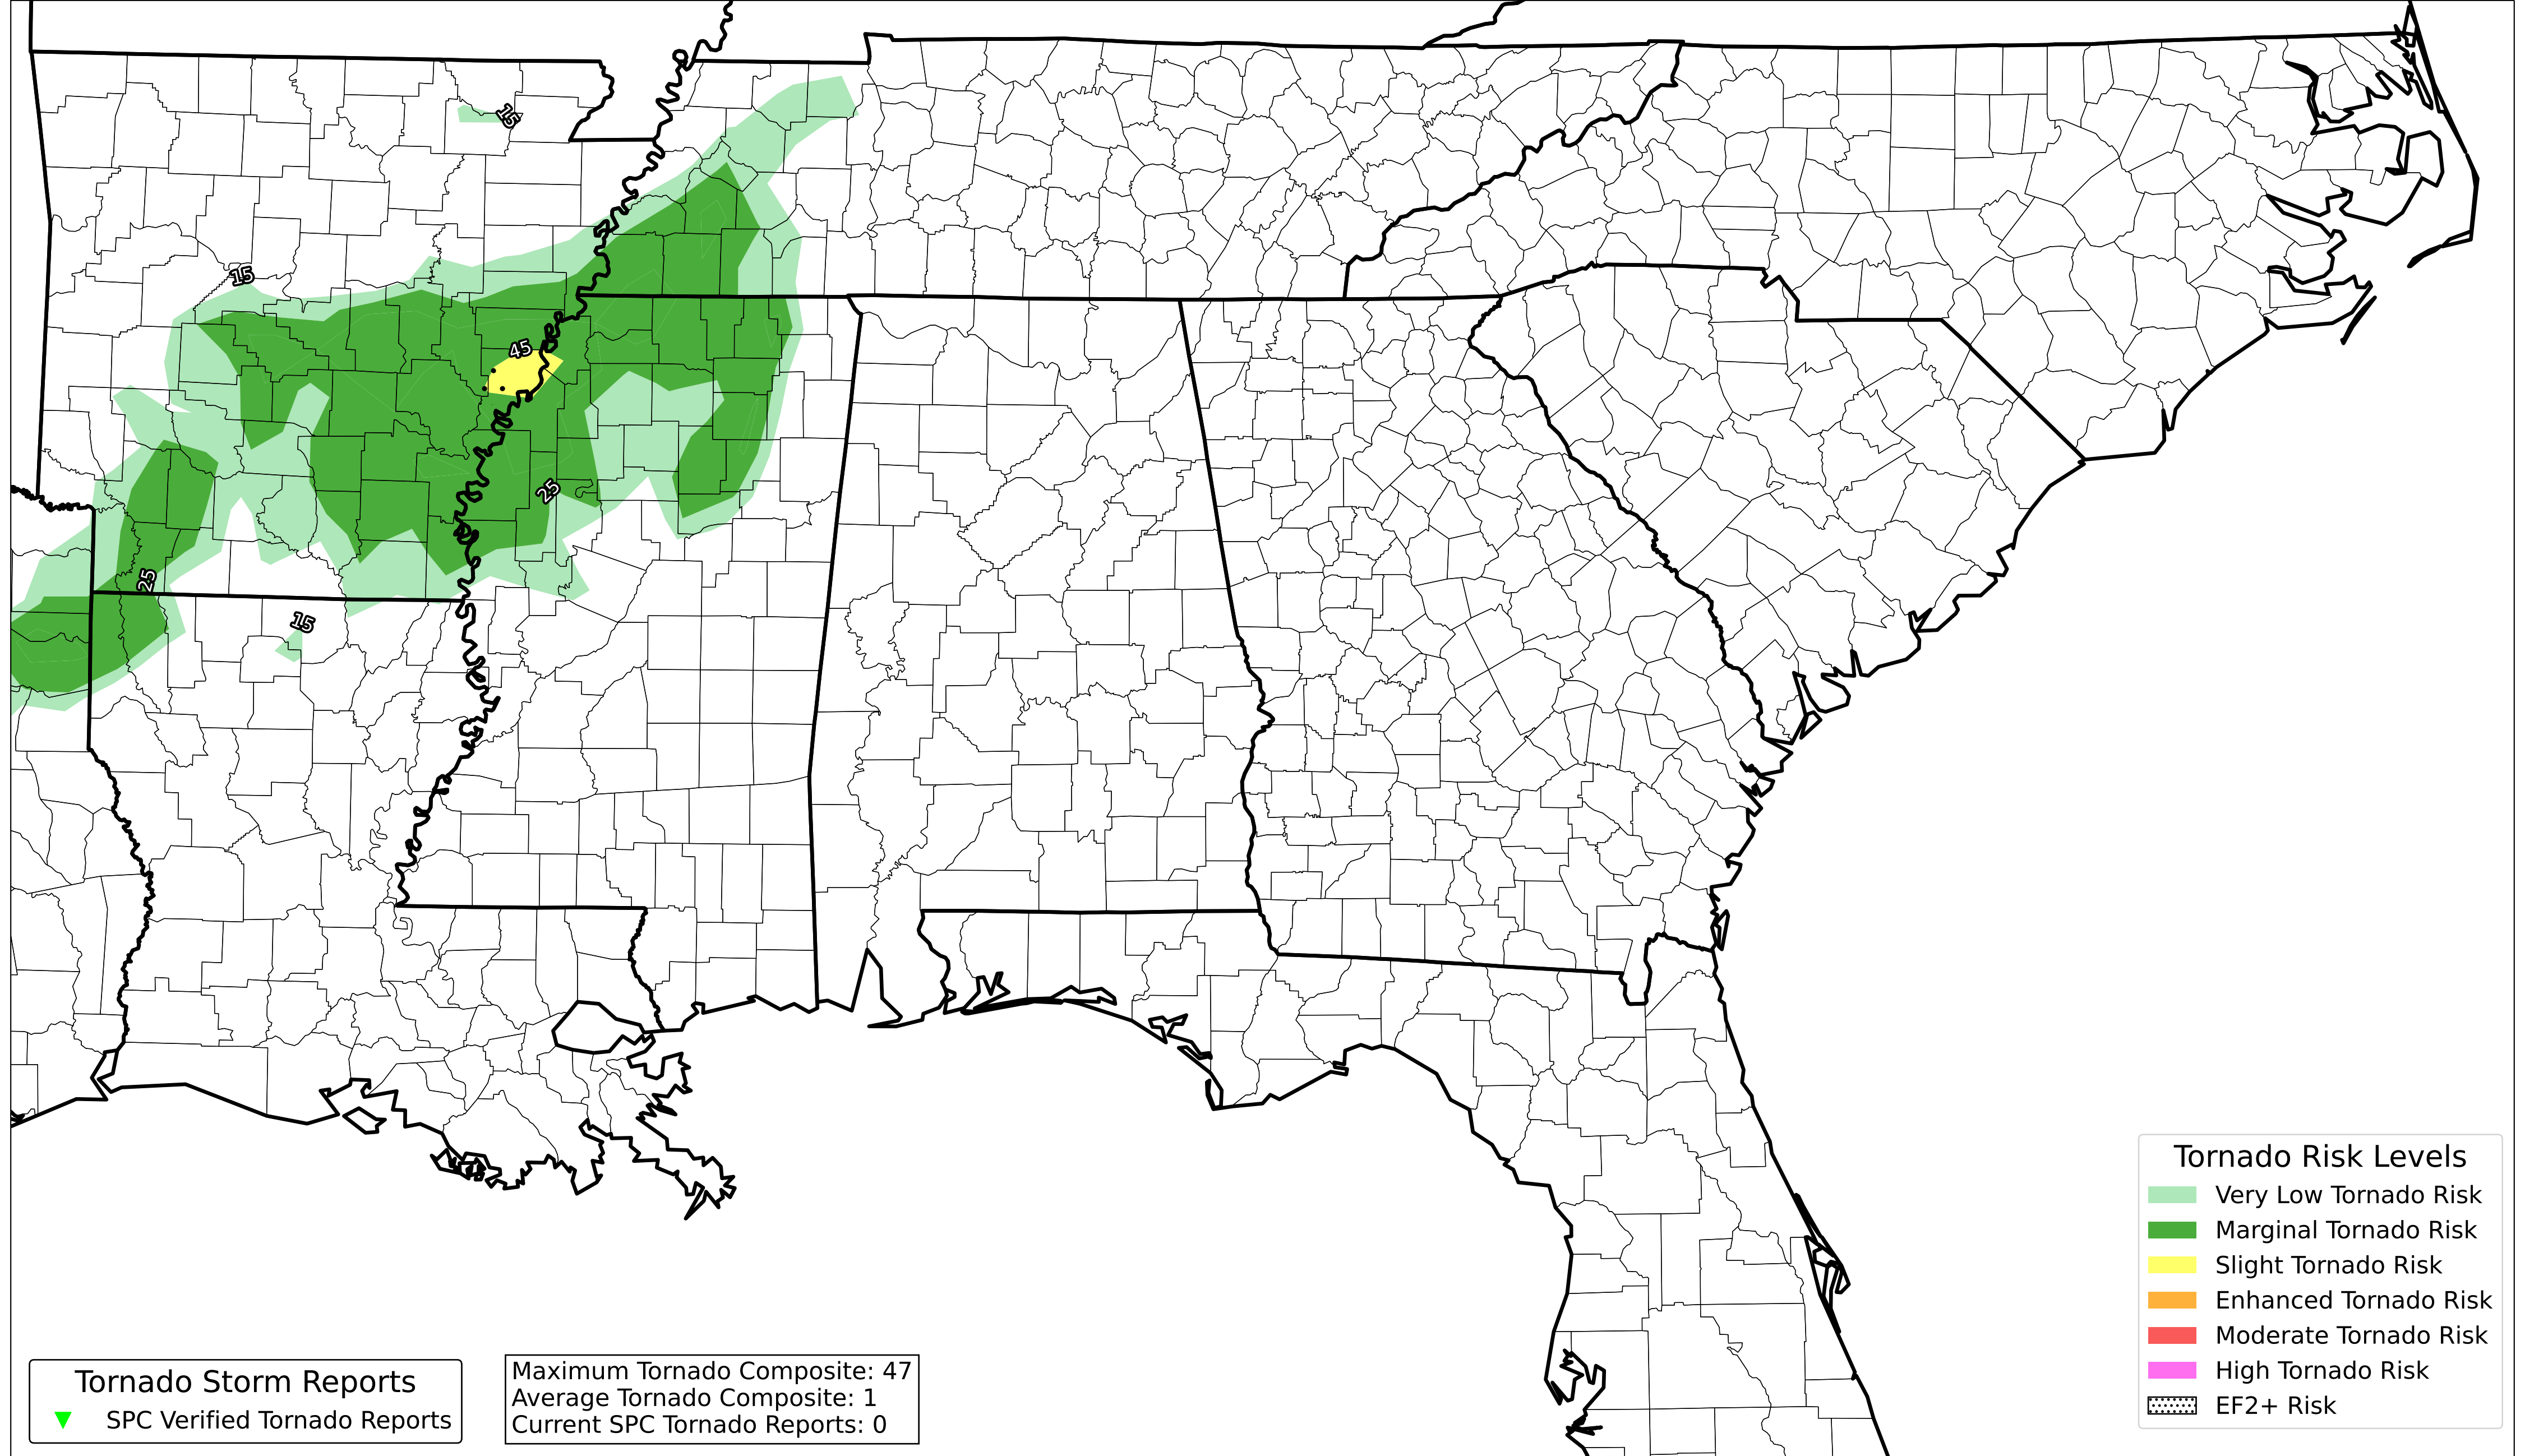 15
15
45
25
25
15
Tornado Risk Levels
Very Low Tornado Risk
Marginal Tornado Risk
Slight Tornado Risk
Enhanced Tornado Risk
Moderate Tornado Risk
High Tornado Risk
EF2+ Risk
Tornado Storm Reports
SPC Verified Tornado Reports
Maximum Tornado Composite: 47
Average Tornado Composite: 1
Current SPC Tornado Reports: 0